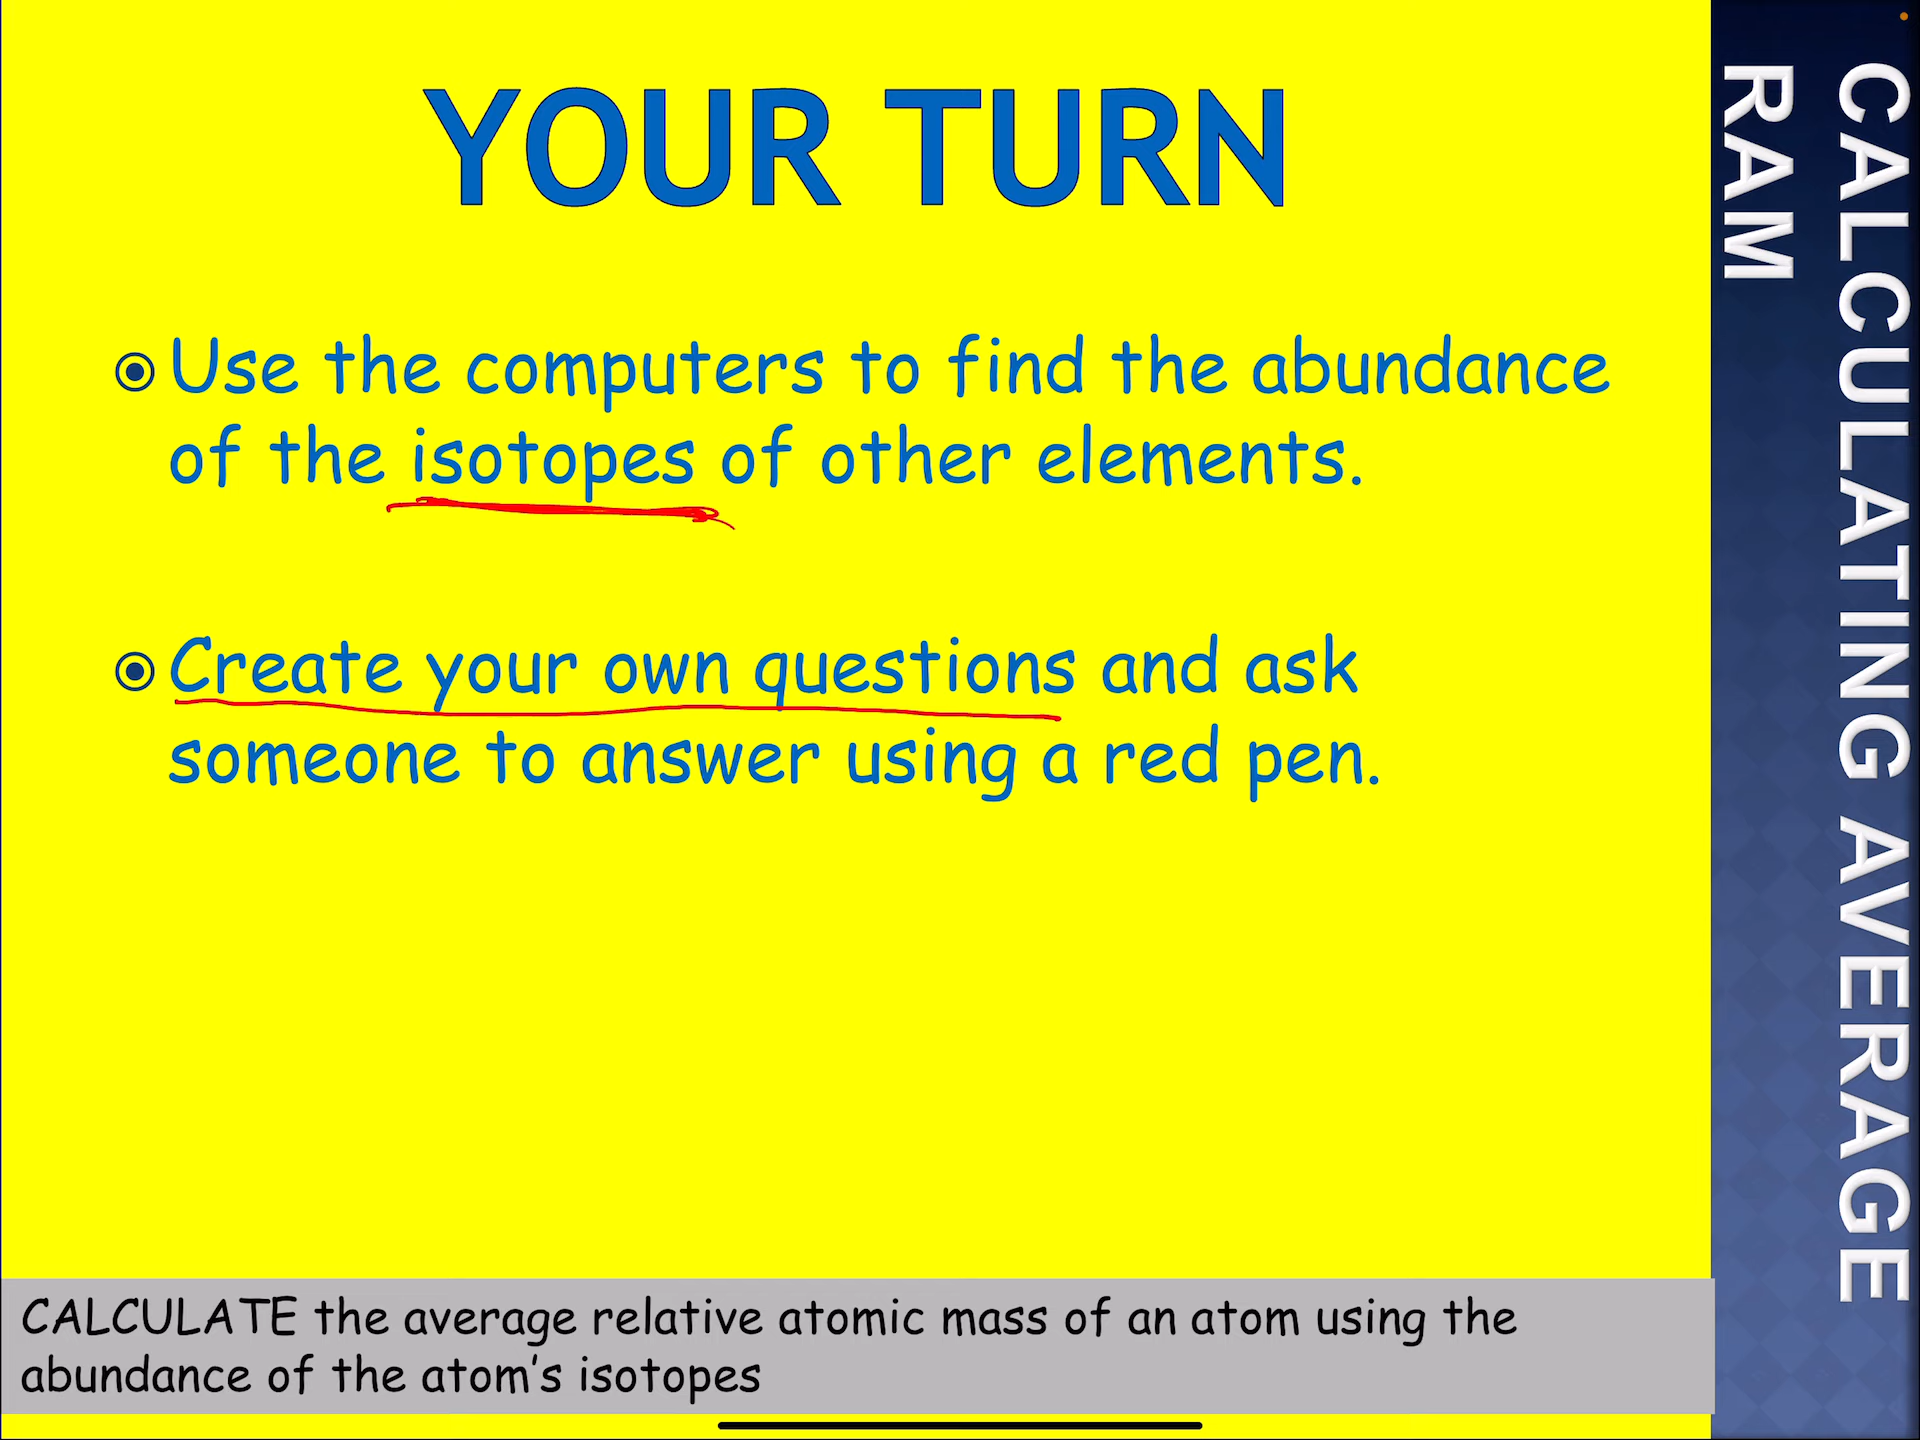 YOUR TURN
Use the computers to find the abundance
of the isotopes of other elements.
Create your own questions and ask
someone to answer using a red pen.
CALCULATE the average relative atomic mass of an atom using the
abundance of the atom's isotopes
CALCULATING AVERAGE
RAM